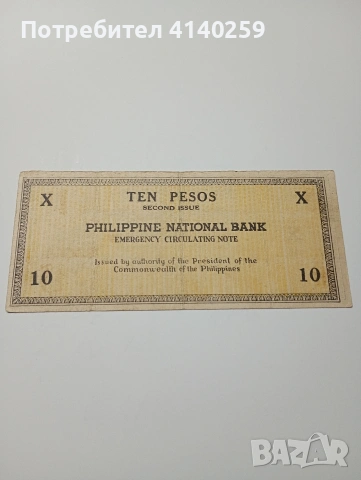 Потребител 4140259
X TEN PESOS X
SECOND ISSUE
PHILIPPINE NATIONAL BANK
EMERGENCY CIRCULATING NOTE
Issued by authority of the President of the
Commonwealth of the Philippines
10 10
BAZAR